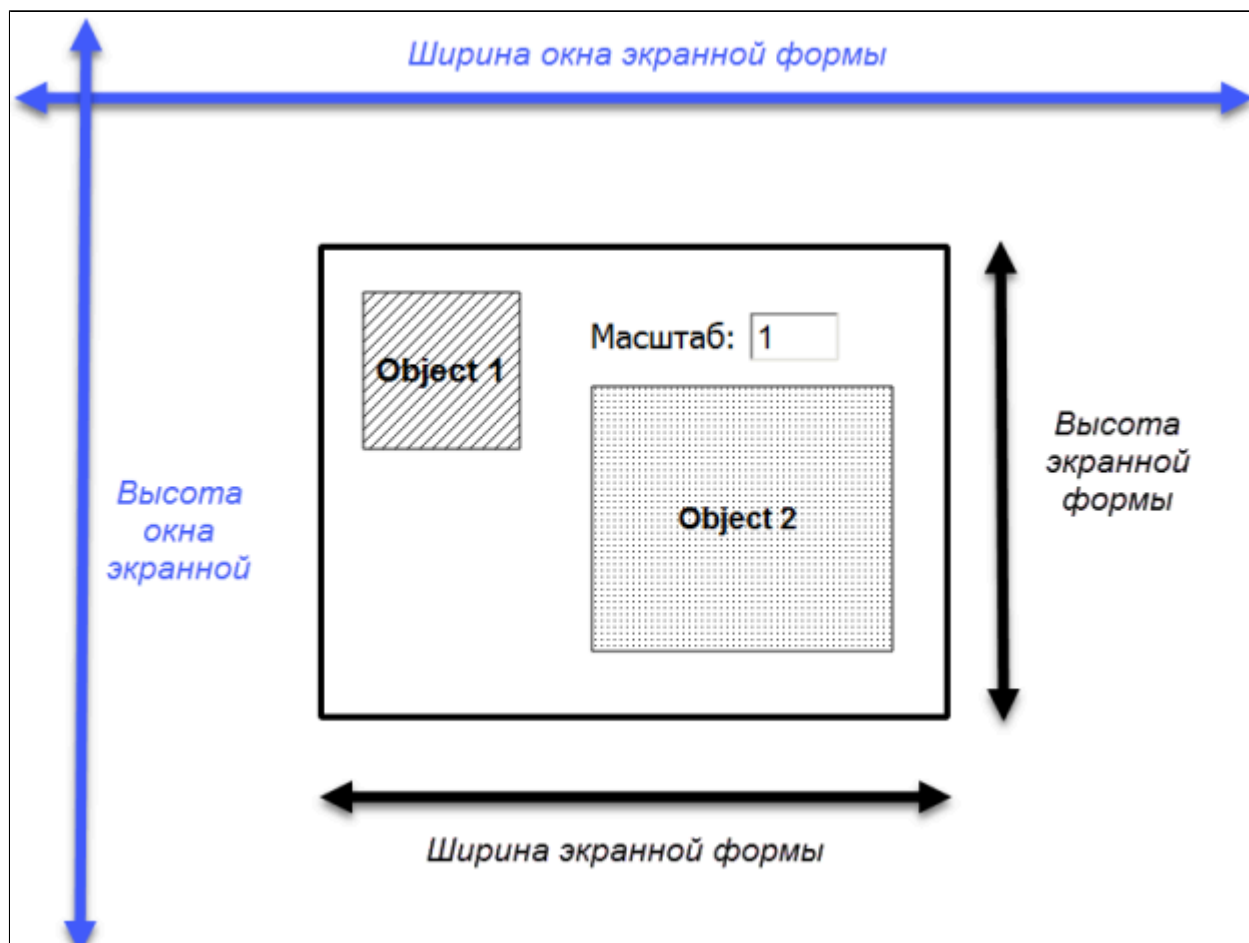 Ширина окна экранной формы
Object 1
Масштаб: 1
Высота
экранной
формы
Высота
окна
экранной
Object 2
Ширина экранной формы